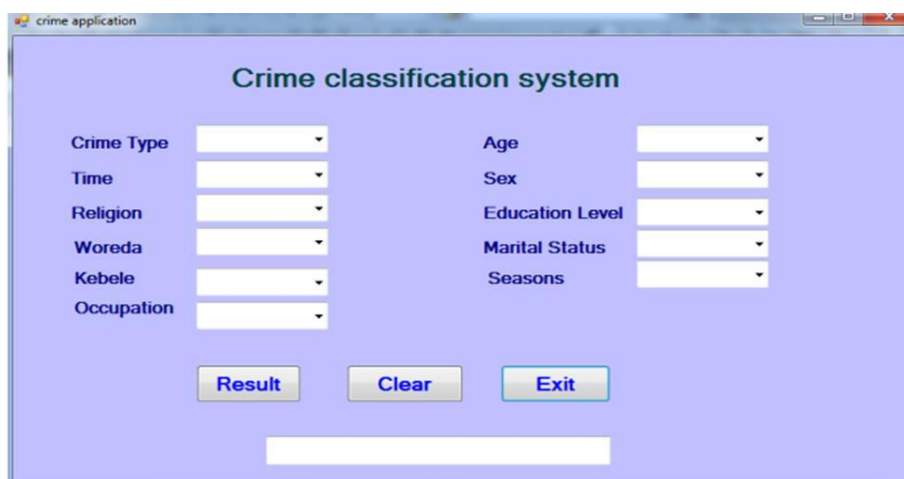 crime application
Crime classification system
Crime Type
Age
Time
Sex
Religion
Education Level
Woreda
Marital Status
Kebele
Seasons
Occupation
Result Clear Exit